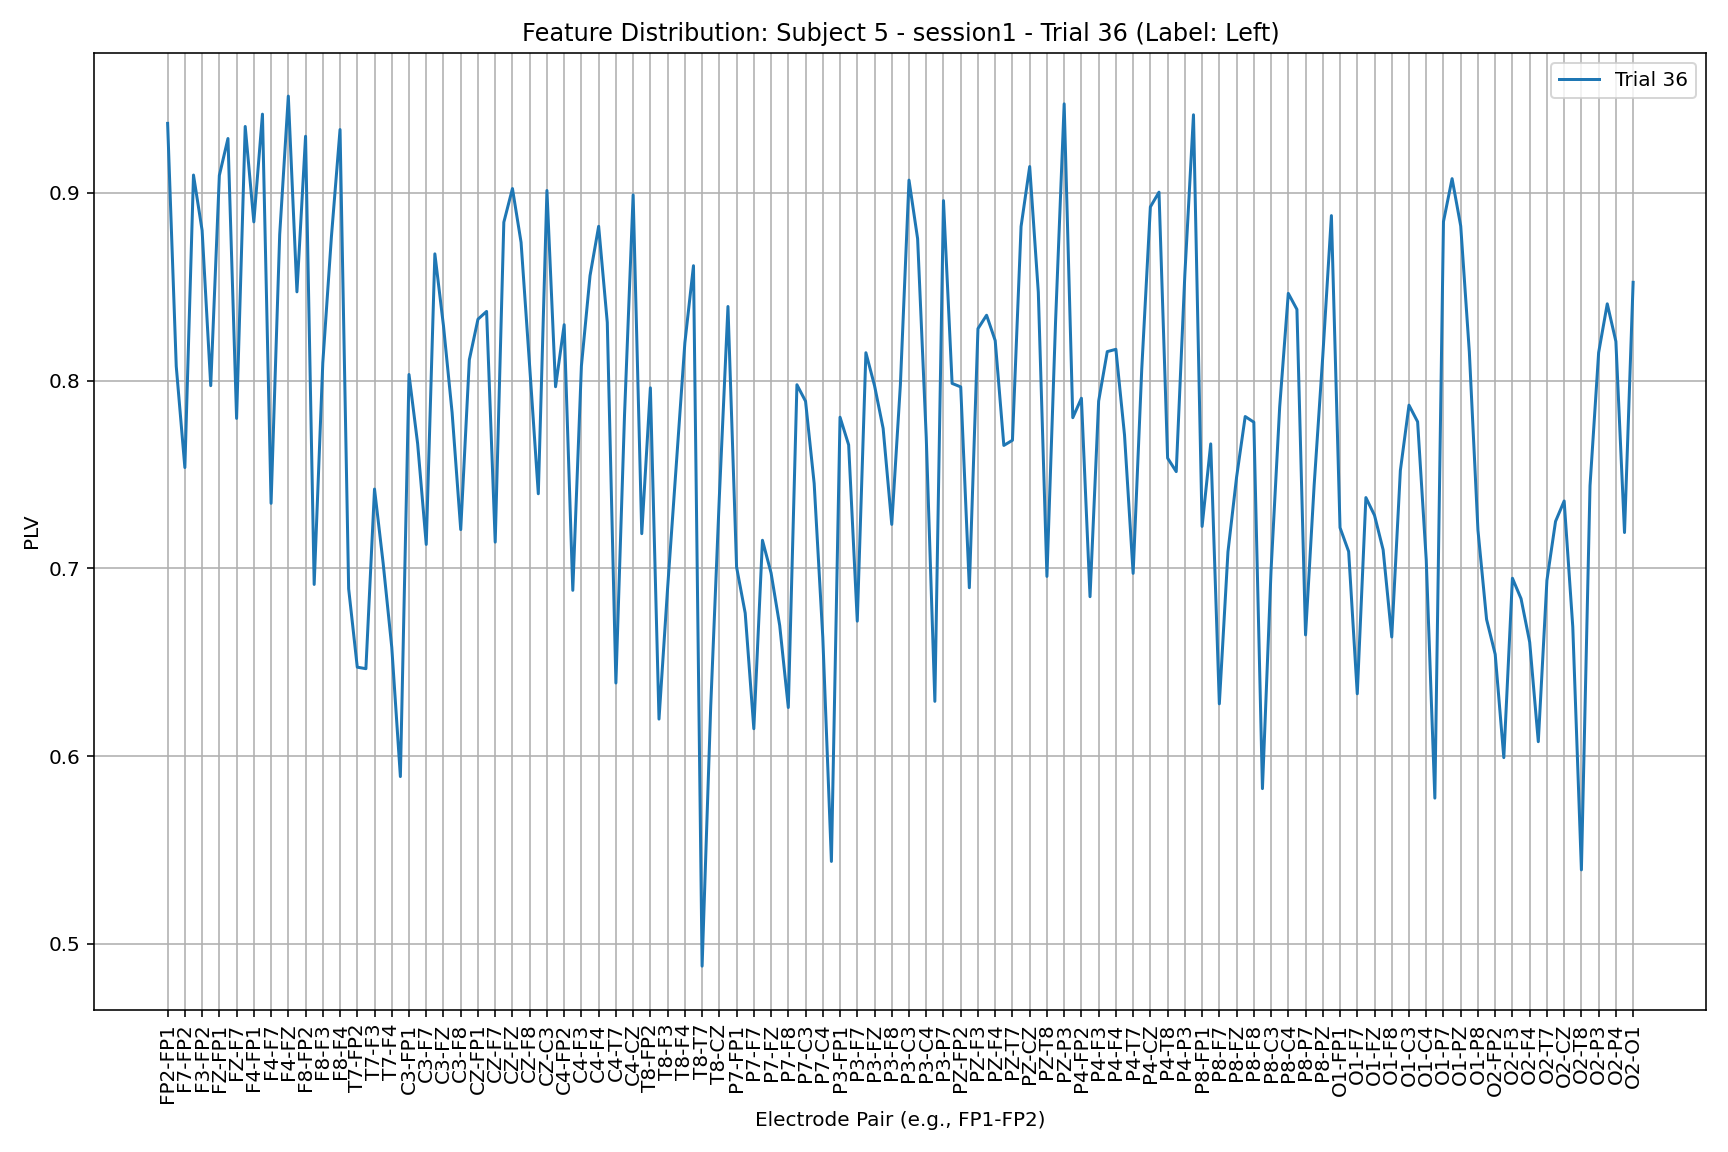 Feature Distribution: Subject 5 - session1 - Trial 36 (Label: Left)
Trial 36
PLV
0.9
0.8
0.7
0.6
0.5
FP2-FP1
F7-FP2
F3-FP2
FZ-FP1
FZ-F7
F4-FP1
F4-F7
F4-FZ
F8-FP2
F8-F3
F8-F4
T7-FP2
T7-F3
T7-F4
C3-FP1
C3-F7
C3-FZ
C3-F8
CZ-FP1
CZ-F7
CZ-FZ
CZ-F8
CZ-C3
C4-FP2
C4-F3
C4-F4
C4-T7
C4-CZ
T8-FP2
T8-F3
T8-F4
T8-T7
T8-CZ
P7-FP1
P7-F7
P7-FZ
P7-F8
P7-C3
P7-C4
P3-FP1
P3-F7
P3-FZ
P3-F8
P3-C3
P3-C4
P3-P7
PZ-FP2
PZ-F3
PZ-F4
PZ-T7
PZ-CZ
PZ-T8
PZ-P3
P4-FP2
P4-F3
P4-F4
P4-T7
P4-CZ
P4-T8
P4-P3
P8-FP1
P8-F7
P8-FZ
P8-F8
P8-C3
P8-C4
P8-P7
P8-PZ
O1-FP1
O1-F7
O1-FZ
O1-F8
O1-C3
O1-C4
O1-P7
O1-PZ
O1-P8
O2-FP2
O2-F3
O2-F4
O2-T7
O2-CZ
O2-T8
O2-P3
O2-P4
O2-O1
Electrode Pair (e.g., FP1-FP2)